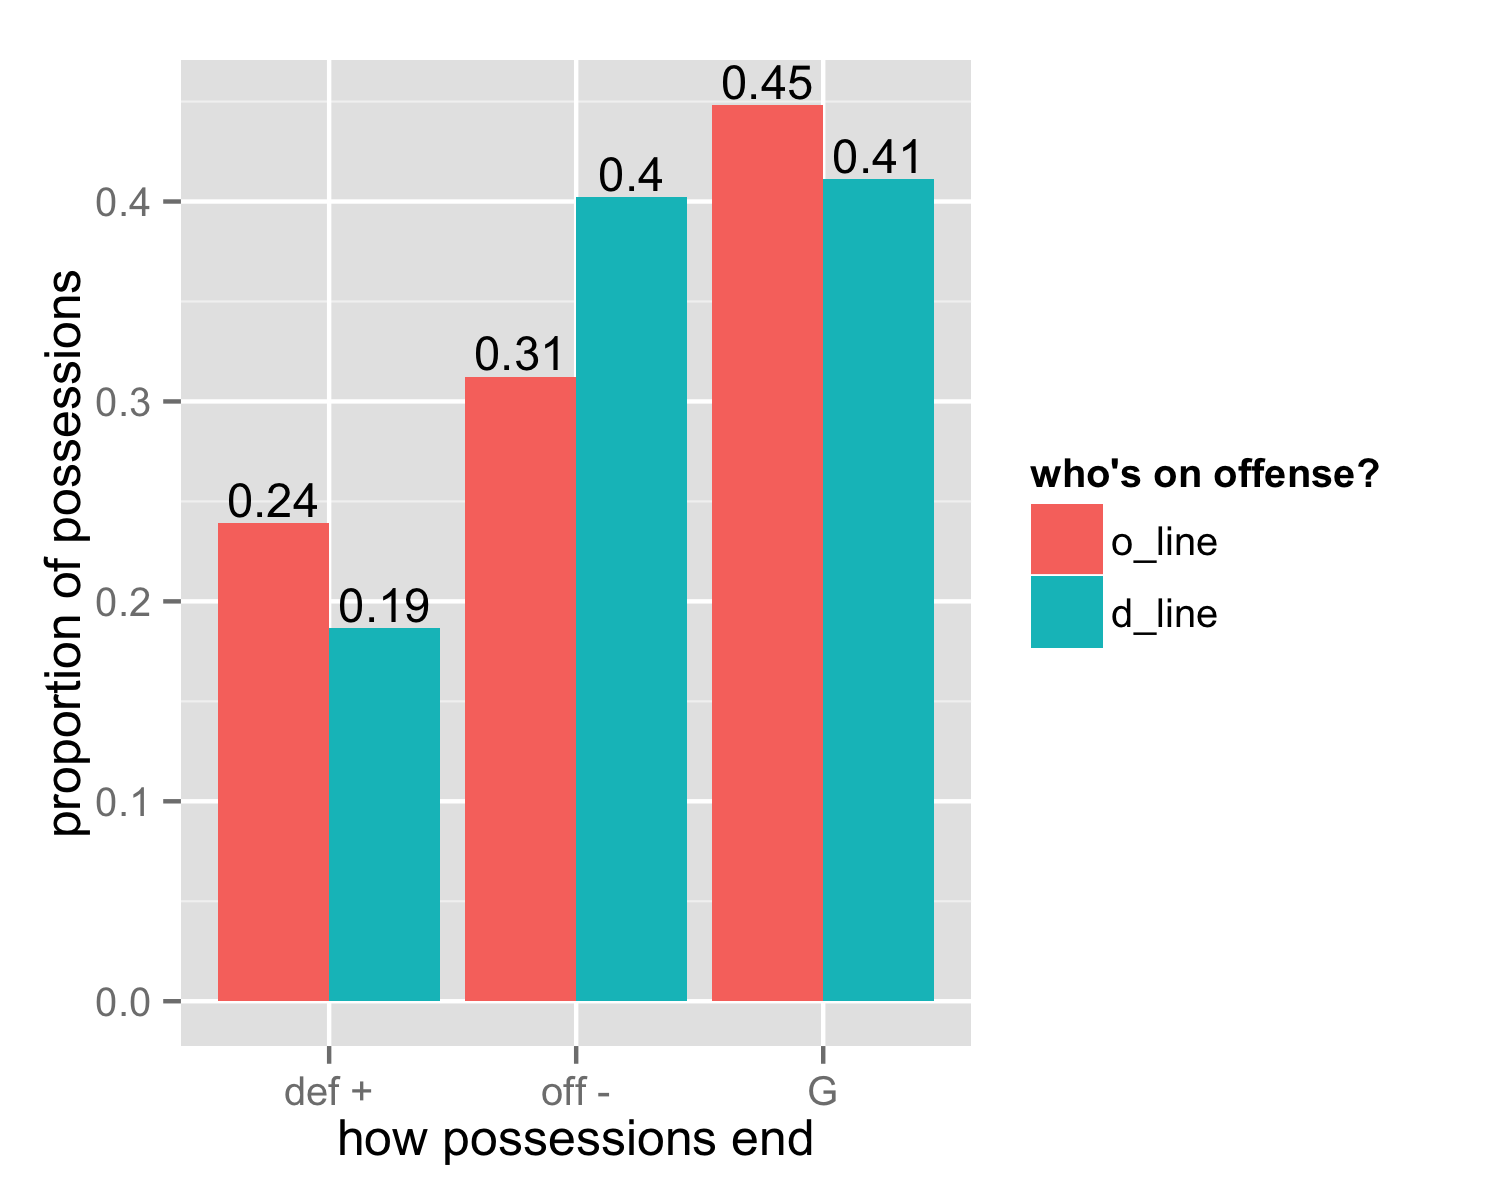 0.45
0.41
0.4
0.31
0.24
0.19
0.4
0.3
0.2
0.1
0.0
proportion of possessions
def +
off -
G
how possessions end
who's on offense?
o_line
d_line